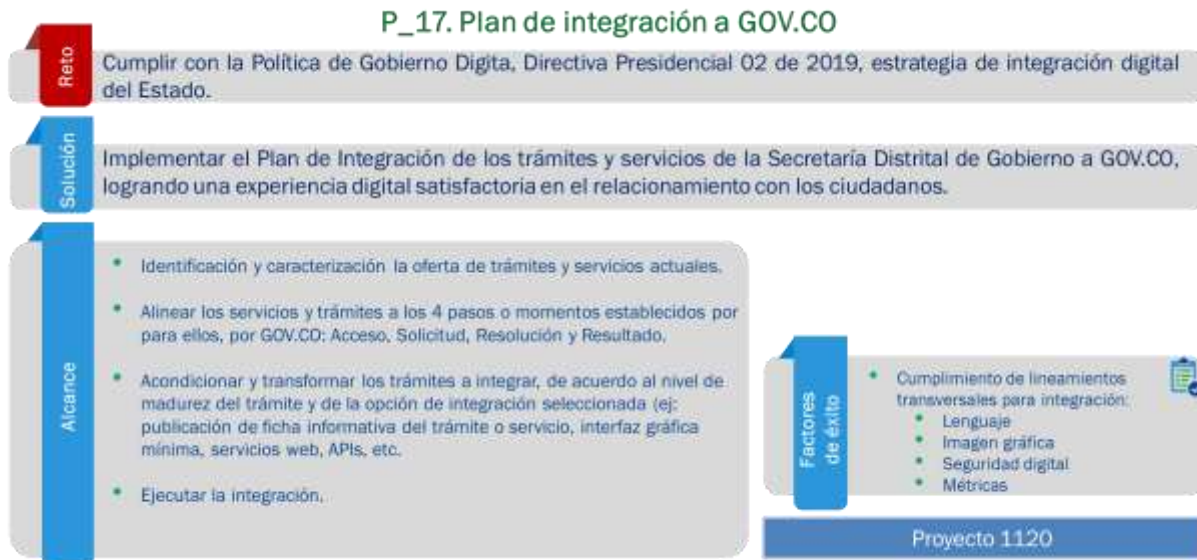 P_17. Plan de integración a GOV.CO
Reto
Cumplir con la Política de Gobierno Digita, Directiva Presidencial 02 de 2019, estrategia de integración digital
del Estado.
Solución
Implementar el Plan de Integración de los trámites y servicios de la Secretaría Distrital de Gobierno a GOV.CO,
logrando una experiencia digital satisfactoria en el relacionamiento con los ciudadanos.
Alcance
• Identificación y caracterización la oferta de trámites y servicios actuales.
• Alinear los servicios y trámites a los 4 pasos o momentos establecidos por
para ellos, por GOV.CO: Acceso, Solicitud, Resolución y Resultado.
• Acondicionar y transformar los trámites a integrar, de acuerdo al nivel de
madurez del trámite y de la opción de integración seleccionada (ej:
publicación de ficha informativa del trámite o servicio, interfaz gráfica
mínima, servicios web, APIs, etc.
• Ejecutar la integración.
Factores
de éxito
• Cumplimiento de lineamientos
transversales para integración:
• Lenguaje
• Imagen gráfica
• Seguridad digital
• Métricas
Proyecto 1120